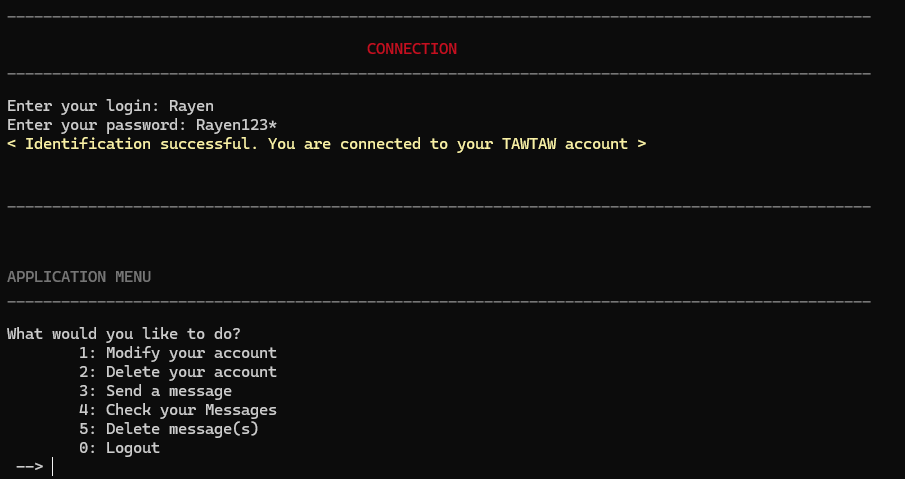 CONNECTION
Enter your login: Rayen
Enter your password: Rayen123*
< Identification successful. You are connected to your TAWTAW account >
APPLICATION MENU
What would you like to do?
1: Modify your account
2: Delete your account
3: Send a message
4: Check your Messages
5: Delete message(s)
0: Logout
-->